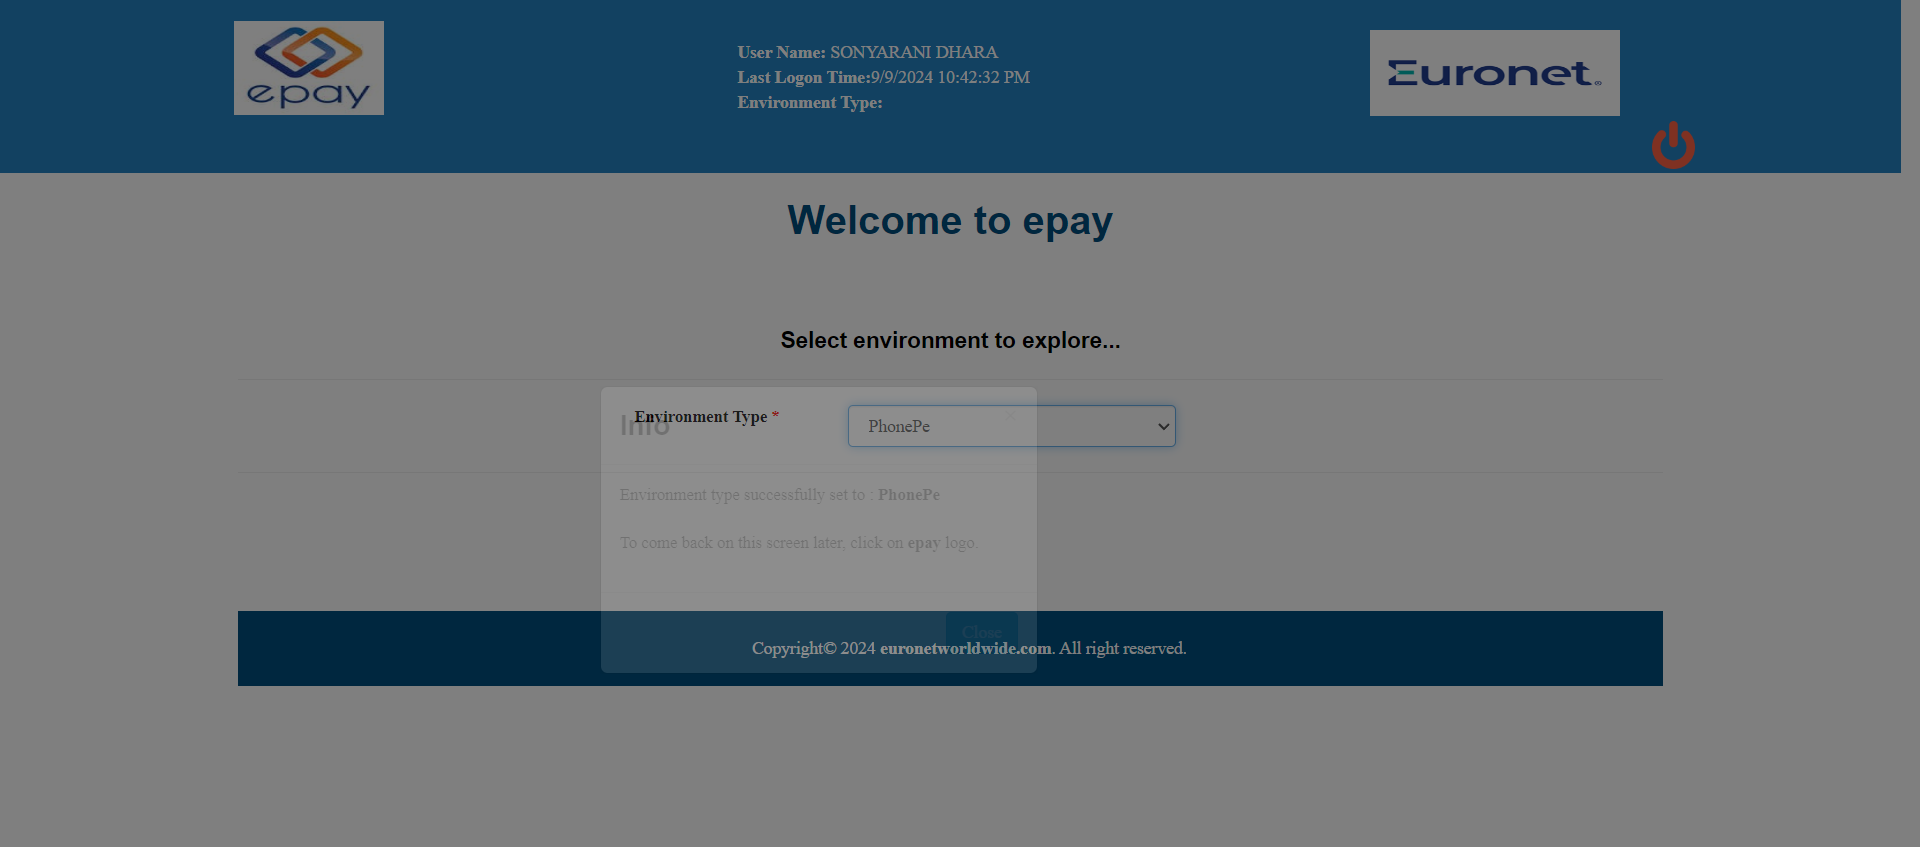 epay
User Name: SONYARANI DHARA
Last Logon Time:9/9/2024 10:42:32 PM
Environment Type:
Euronet
Welcome to epay
Select environment to explore...
Info
Environment Type *
PhonePe
Environment type successfully set to : PhonePe
To come back on this screen later, click on epay logo.
Close
Copyright© 2024 euronetworldwide.com. All right reserved.